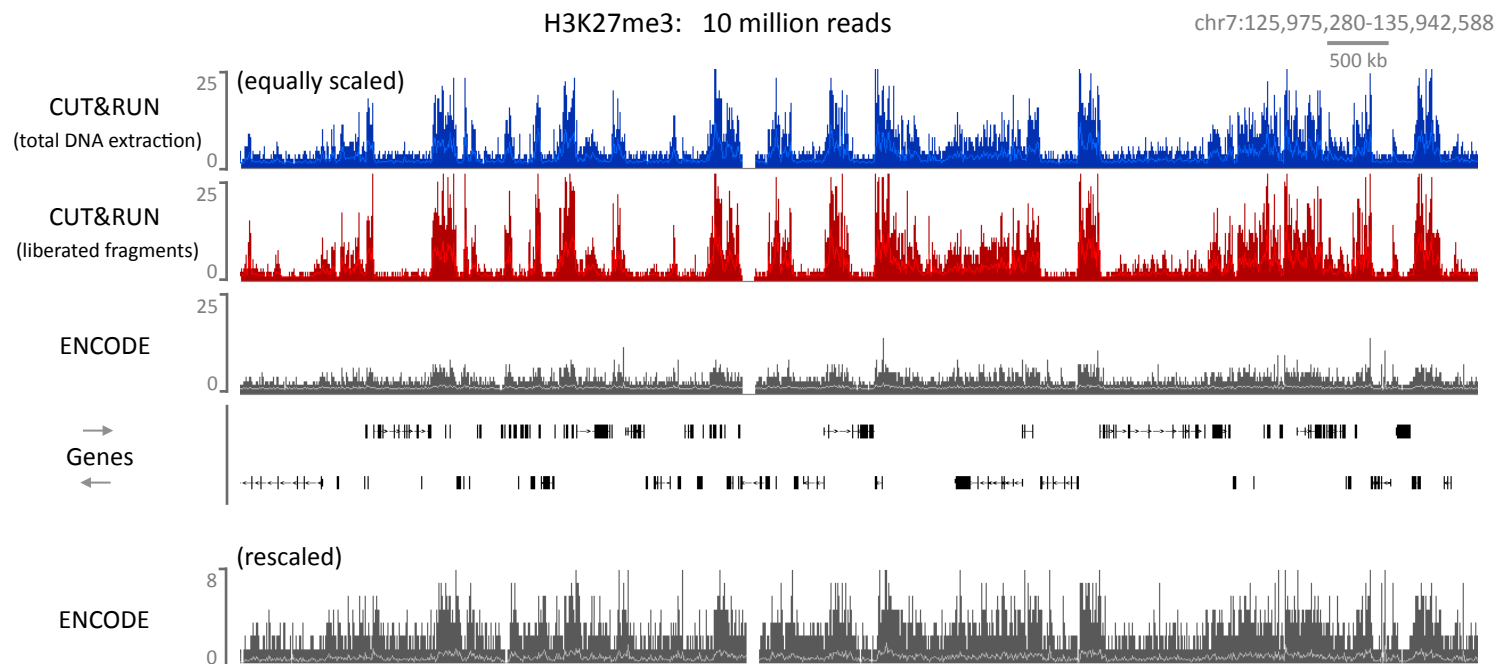 H3K27me3: 10 million reads
chr7:125,975,280-135,942,588
500 kb
(equally scaled)
25
CUT&RUN
(total DNA extraction)
0
25
CUT&RUN
(liberated fragments)
0
25
ENCODE
0
Genes
(rescaled)
8
ENCODE
0